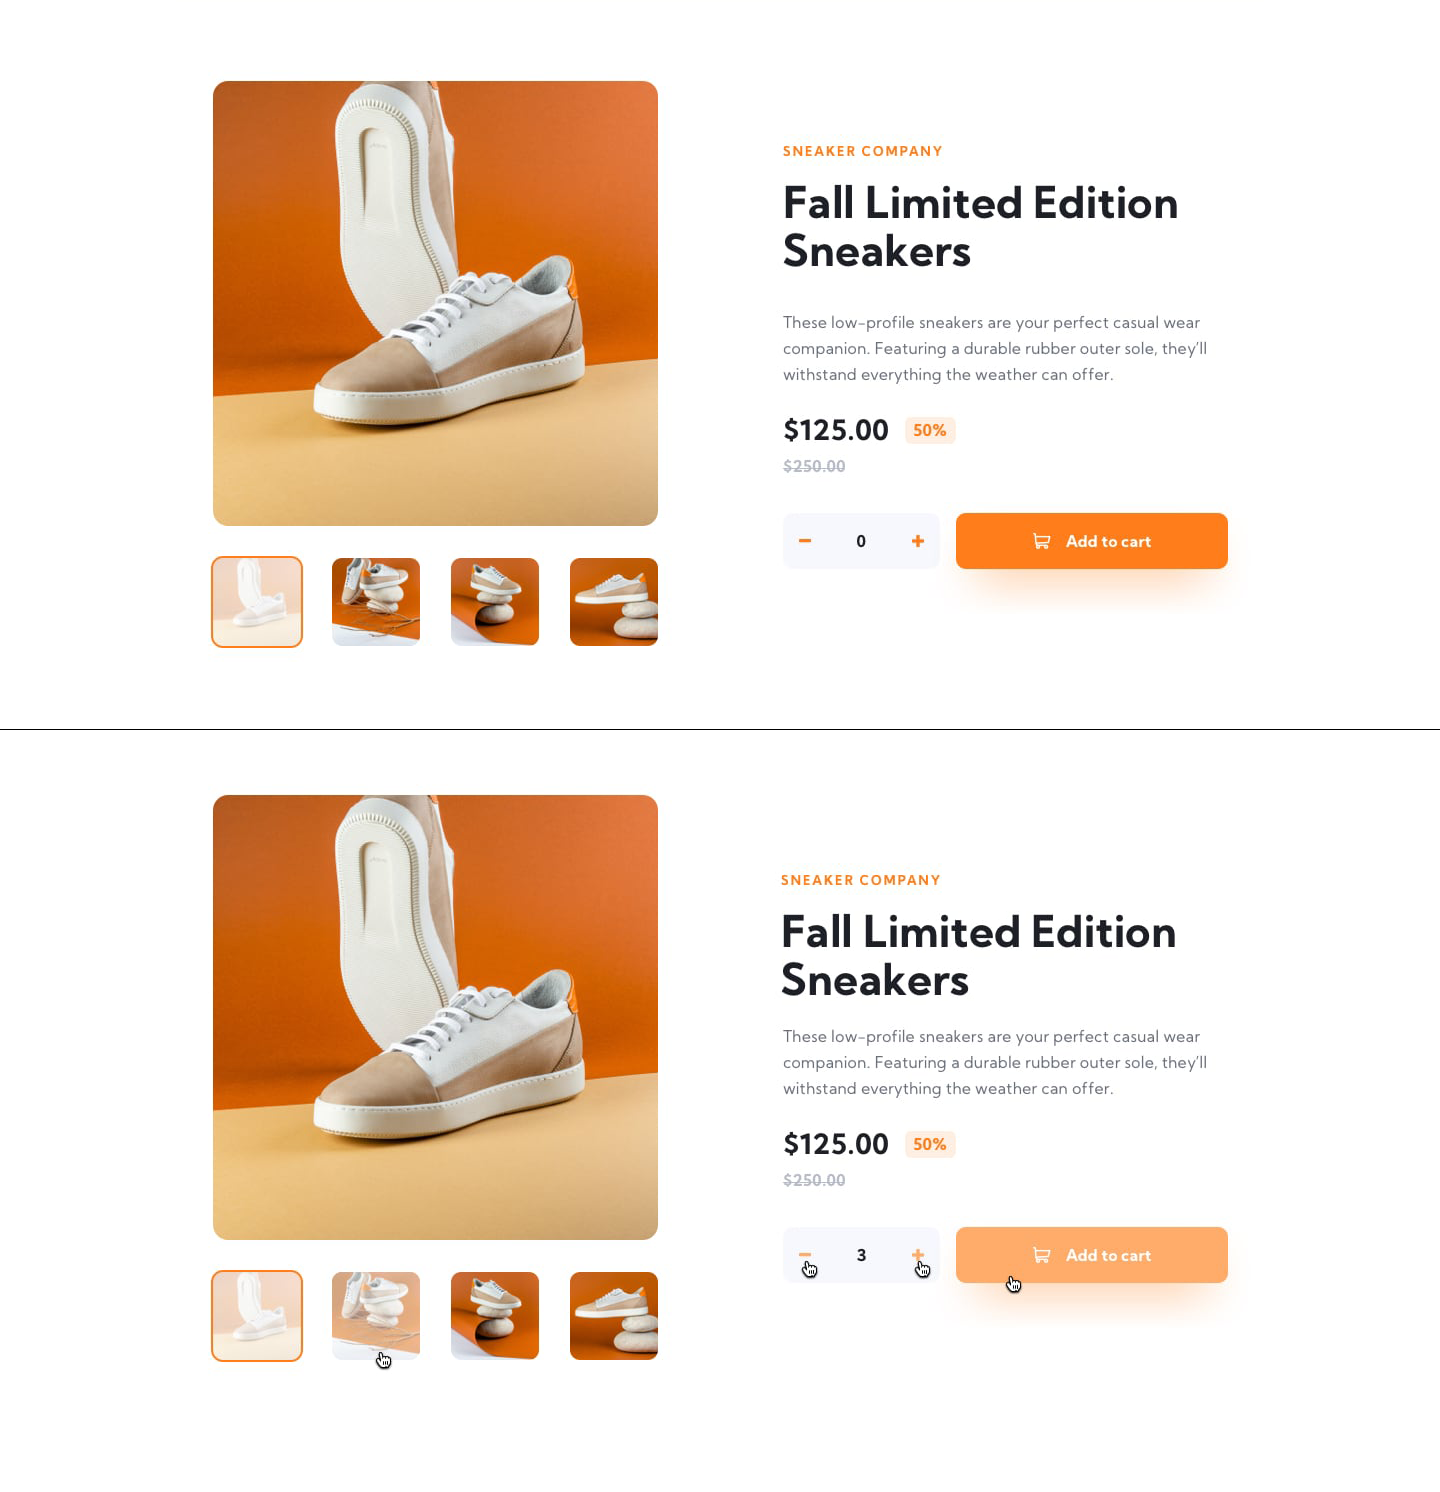 SNEAKER COMPANY
Fall Limited Edition
Sneakers
These low-profile sneakers are your perfect casual wear
companion. Featuring a durable rubber outer sole, they’ll
withstand everything the weather can offer.
$125.00 50%
$250.00
0
Add to cart
SNEAKER COMPANY
Fall Limited Edition
Sneakers
These low-profile sneakers are your perfect casual wear
companion. Featuring a durable rubber outer sole, they’ll
withstand everything the weather can offer.
$125.00 50%
$250.00
3
Add to cart